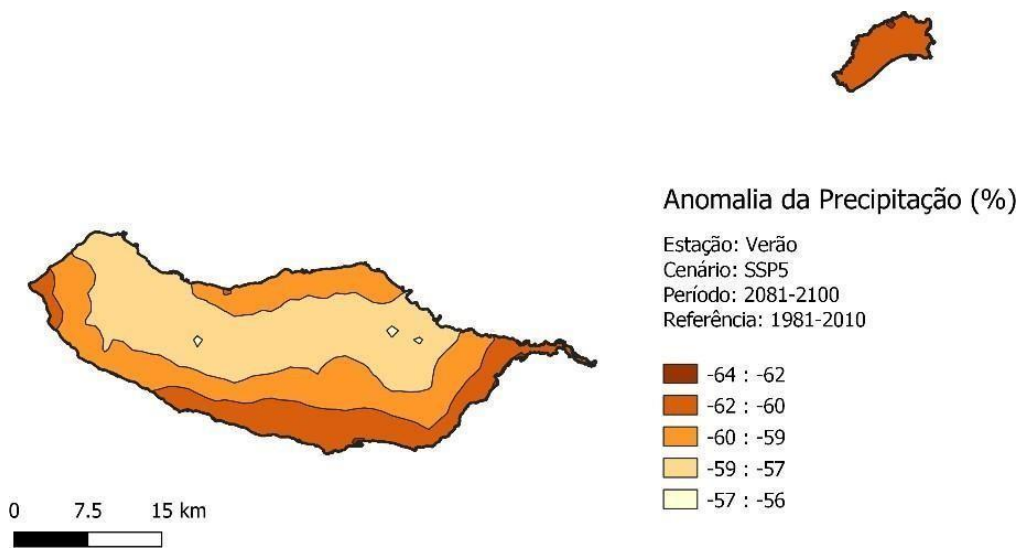 Anomalia da Precipitação (%)
Estação: Verão
Cenário: SSP5
Período: 2081-2100
Referência: 1981-2010
-64 : -62
-62 : -60
-60 : -59
-59 : -57
-57 : -56
0 7.5 15 km